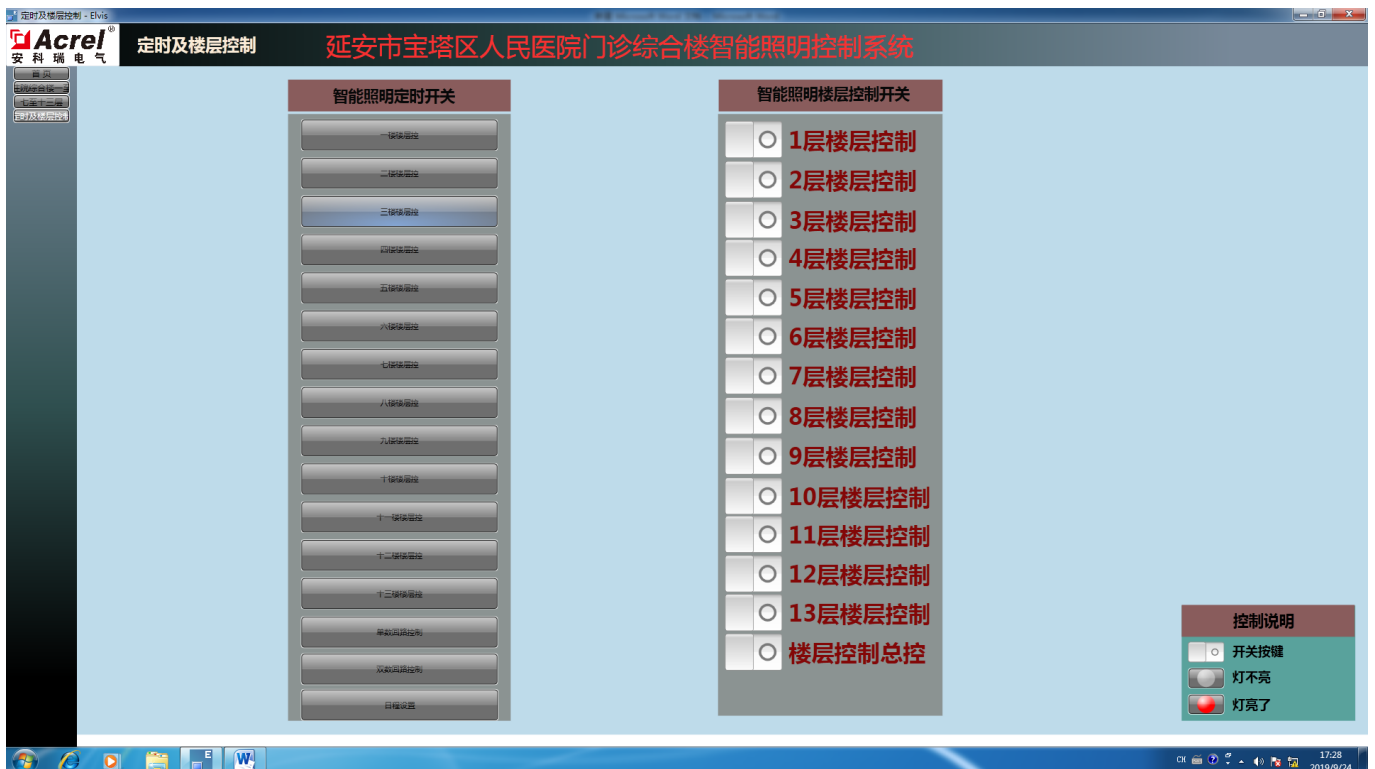 定时及楼层控制 - Elvis
Acrel®
安科瑞电气
定时及楼层控制
延安市宝塔区人民医院门诊综合楼智能照明控制系统
首 页
七至十三层
定时及楼层控制
智能照明定时开关
一楼楼层控
二楼楼层控
三楼楼层控
四楼楼层控
五楼楼层控
六楼楼层控
七楼楼层控
八楼楼层控
九楼楼层控
十楼楼层控
十一楼楼层控
十二楼楼层控
十三楼楼层控
单数回路控制
双数回路控制
日程设置
智能照明楼层控制开关
1层楼层控制
2层楼层控制
3层楼层控制
4层楼层控制
5层楼层控制
6层楼层控制
7层楼层控制
8层楼层控制
9层楼层控制
10层楼层控制
11层楼层控制
12层楼层控制
13层楼层控制
楼层控制总控
控制说明
开关按键
灯不亮
灯亮了
CH
17:28
2019/9/24